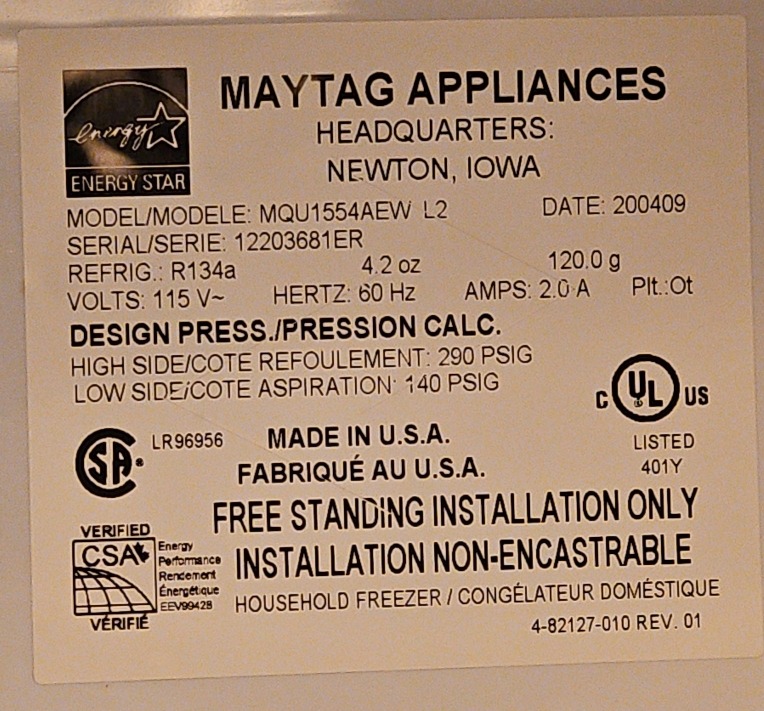 energy
ENERGY STAR
MAYTAG APPLIANCES
HEADQUARTERS:
NEWTON, IOWA
MODEL/MODELE: MQU1554AEW L2 DATE: 200409
SERIAL/SERIE: 12203681ER
REFRIG.: R134a 4.2 oz 120.0 g
VOLTS: 115 V~ HERTZ: 60 Hz AMPS: 2.0 A Plt.:Ot
DESIGN PRESS./PRESSION CALC.
HIGH SIDE/COTE REFOULEMENT: 290 PSIG
LOW SIDE/COTE ASPIRATION: 140 PSIG
C UL US
LISTED
401Y
SA® LR96956
MADE IN U.S.A.
FABRIQUÉ AU U.S.A.
FREE STANDING INSTALLATION ONLY
INSTALLATION NON-ENCASTRABLE
VERIFIED
CSA
Energy
Performance
Rendement
Énergétique
EEV99428
VÉRIFIÉ
HOUSEHOLD FREEZER / CONGÉLATEUR DOMÉSTIQUE
4-82127-010 REV. 01